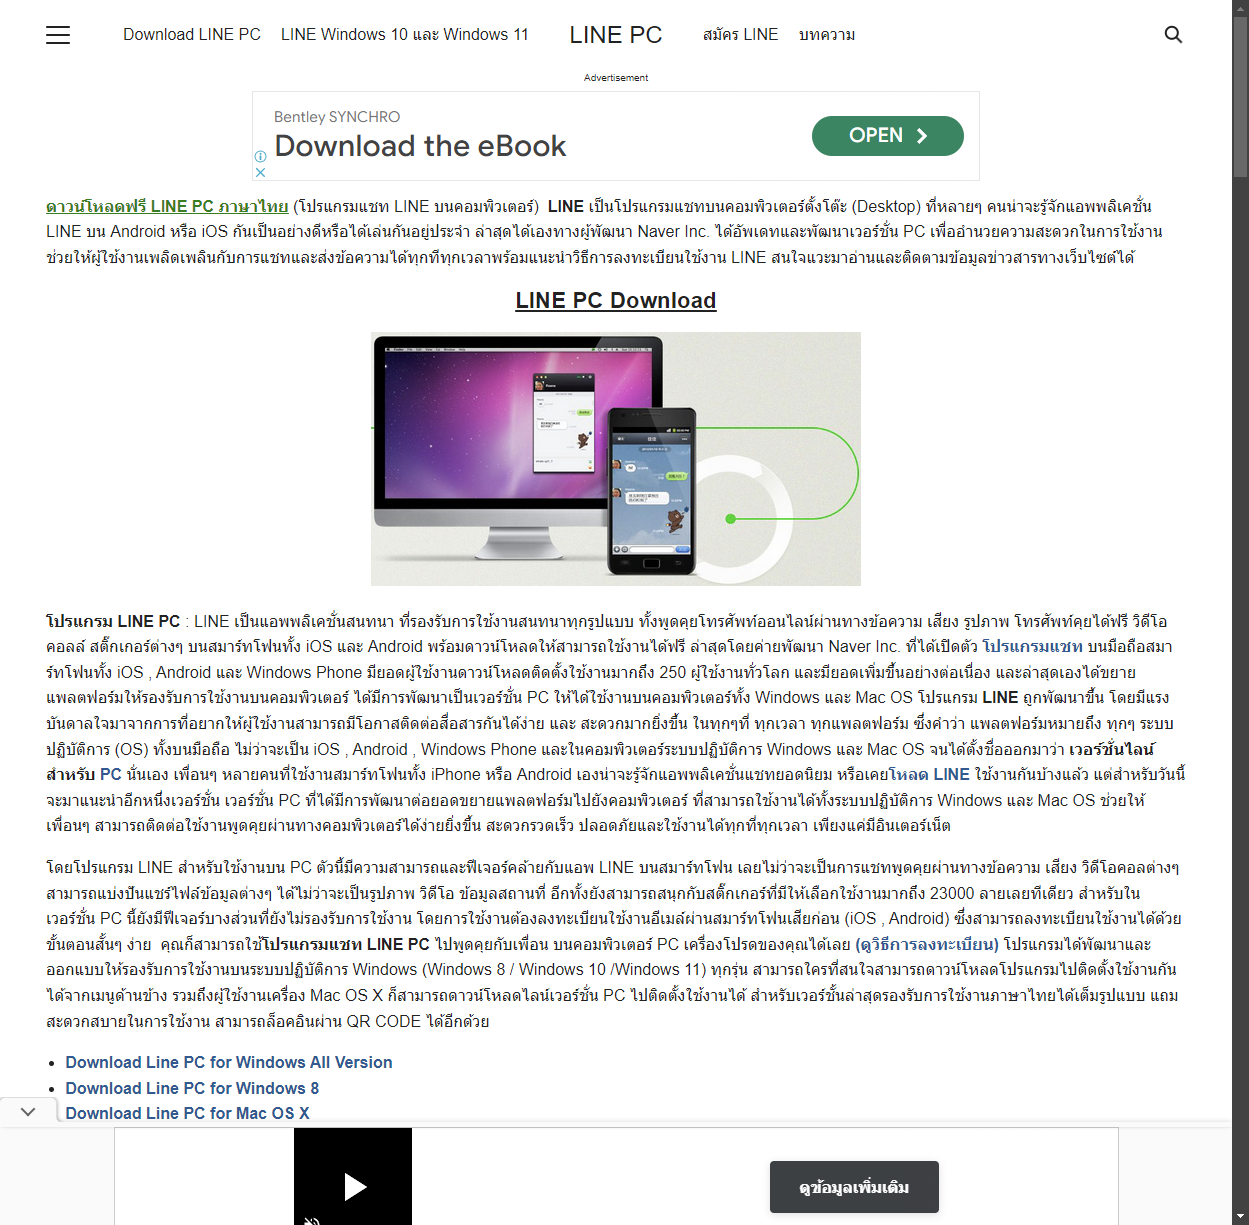 Download LINE PC LINE Windows 10 และ Windows 11 LINE PC สมัคร LINE บทความ
Advertisement
Bentley SYNCHRO
Download the eBook
OPEN
ดาวน์โหลดฟรี LINE PC ภาษาไทย (โปรแกรมแชท LINE บนคอมพิวเตอร์) LINE เป็นโปรแกรมแชทบนคอมพิวเตอร์ตั้งโต๊ะ (Desktop) ที่หลายๆ คนน่าจะรู้จักแอพพลิเคชั่น
LINE บน Android หรือ iOS กันเป็นอย่างดีหรือได้เล่นกันอยู่ประจำ ล่าสุดได้เองทางผู้พัฒนา Naver Inc. ได้อัพเดทและพัฒนาเวอร์ชั่น PC เพื่ออำนวยความสะดวกในการใช้งาน
ช่วยให้ผู้ใช้งานเพลิดเพลินกับการแชทและส่งข้อความได้ทุกที่ทุกเวลาพร้อมแนะนำวิธีการลงทะเบียนใช้งาน LINE สนใจแวะมาอ่านและติดตามข้อมูลข่าวสารทางเว็บไซต์ได้
LINE PC Download
โปรแกรม LINE PC : LINE เป็นแอพพลิเคชั่นสนทนา ที่รองรับการใช้งานสนทนาทุกรูปแบบ ทั้งพูดคุยโทรศัพท์ออนไลน์ผ่านทางข้อความ เสียง รูปภาพ โทรศัพท์คุยได้ฟรี วิดีโอ
คอลล์ สติ๊กเกอร์ต่างๆ บนสมาร์ทโฟนทั้ง iOS และ Android พร้อมดาวน์โหลดให้สามารถใช้งานได้ฟรี ล่าสุดโดยค่ายพัฒนา Naver Inc. ที่ได้เปิดตัว โปรแกรมแชท บนมือถือสมา
ร์ทโฟนทั้ง iOS , Android และ Windows Phone มียอดผู้ใช้งานดาวน์โหลดติดตั้งใช้งานมากถึง 250 ผู้ใช้งานทั่วโลก และมียอดเพิ่มขึ้นอย่างต่อเนื่อง และล่าสุดเองได้ขยาย
แพลตฟอร์มให้รองรับการใช้งานบนคอมพิวเตอร์ ได้มีการพัฒนาเป็นเวอร์ชั่น PC ให้ได้ใช้งานบนคอมพิวเตอร์ทั้ง Windows และ Mac OS โปรแกรม LINE ถูกพัฒนาขึ้น โดยมีแรง
บันดาลใจมาจากการที่อยากให้ผู้ใช้งานสามารถมีโอกาสติดต่อสื่อสารกันได้ง่าย และ สะดวกมากยิ่งขึ้น ในทุกๆที่ ทุกเวลา ทุกแพลตฟอร์ม ซึ่งคำว่า แพลตฟอร์มหมายถึง ทุกๆ ระบบ
ปฏิบัติการ (OS) ทั้งบนมือถือ ไม่ว่าจะเป็น iOS , Android , Windows Phone และในคอมพิวเตอร์ระบบปฏิบัติการ Windows และ Mac OS จนได้ตั้งชื่อออกมาว่า เวอร์ชั่นไลน์
สำหรับ PC นั่นเอง เพื่อนๆ หลายคนที่ใช้งานสมาร์ทโฟนทั้ง iPhone หรือ Android เองน่าจะรู้จักแอพพลิเคชั่นแชทยอดนิยม หรือเคยโหลด LINE ใช้งานกันบ้างแล้ว แต่สำหรับวันนี้
จะมาแนะนำอีกหนึ่งเวอร์ชั่น เวอร์ชั่น PC ที่ได้มีการพัฒนาต่อยอดขยายแพลตฟอร์มไปยังคอมพิวเตอร์ ที่สามารถใช้งานได้ทั้งระบบปฏิบัติการ Windows และ Mac OS ช่วยให้
เพื่อนๆ สามารถติดต่อใช้งานพูดคุยผ่านทางคอมพิวเตอร์ได้ง่ายยิ่งขึ้น สะดวกรวดเร็ว ปลอดภัยและใช้งานได้ทุกที่ทุกเวลา เพียงแค่มีอินเตอร์เน็ต
โดยโปรแกรม LINE สำหรับใช้งานบน PC ตัวนี้มีความสามารถและฟีเจอร์คล้ายกับแอพ LINE บนสมาร์ทโฟน เลยไม่ว่าจะเป็นการแชทพูดคุยผ่านทางข้อความ เสียง วิดีโอคอลต่างๆ
สามารถแบ่งปันแชร์ไฟล์ข้อมูลต่างๆ ได้ไม่ว่าจะเป็นรูปภาพ วิดีโอ ข้อมูลสถานที่ อีกทั้งยังสามารถสนุกกับสติ๊กเกอร์ที่มีให้เลือกใช้งานมากถึง 23000 ลายเลยทีเดียว สำหรับใน
เวอร์ชั่น PC นี้ยังมีฟีเจอร์บางส่วนที่ยังไม่รองรับการใช้งาน โดยการใช้งานต้องลงทะเบียนใช้งานอีเมล์ผ่านสมาร์ทโฟนเสียก่อน (iOS , Android) ซึ่งสามารถลงทะเบียนใช้งานได้ด้วย
ขั้นตอนสั้นๆ ง่าย คุณก็สามารถใช้โปรแกรมแชท LINE PC ไปพูดคุยกับเพื่อน บนคอมพิวเตอร์ PC เครื่องโปรดของคุณได้เลย (ดูวิธีการลงทะเบียน) โปรแกรมได้พัฒนาและ
ออกแบบให้รองรับการใช้งานบนระบบปฏิบัติการ Windows (Windows 8 / Windows 10 /Windows 11) ทุกรุ่น สามารถใครที่สนใจสามารถดาวน์โหลดโปรแกรมไปติดตั้งใช้งานกัน
ได้จากเมนูด้านข้าง รวมถึงผู้ใช้งานเครื่อง Mac OS X ก็สามารถดาวน์โหลดไลน์เวอร์ชั่น PC ไปติดตั้งใช้งานได้ สำหรับเวอร์ชั้นล่าสุดรองรับการใช้งานภาษาไทยได้เต็มรูปแบบ แถม
สะดวกสบายในการใช้งาน สามารถล็อคอินผ่าน QR CODE ได้อีกด้วย
Download Line PC for Windows All Version
Download Line PC for Windows 8
Download Line PC for Mac OS X
ดูข้อมูลเพิ่มเติม